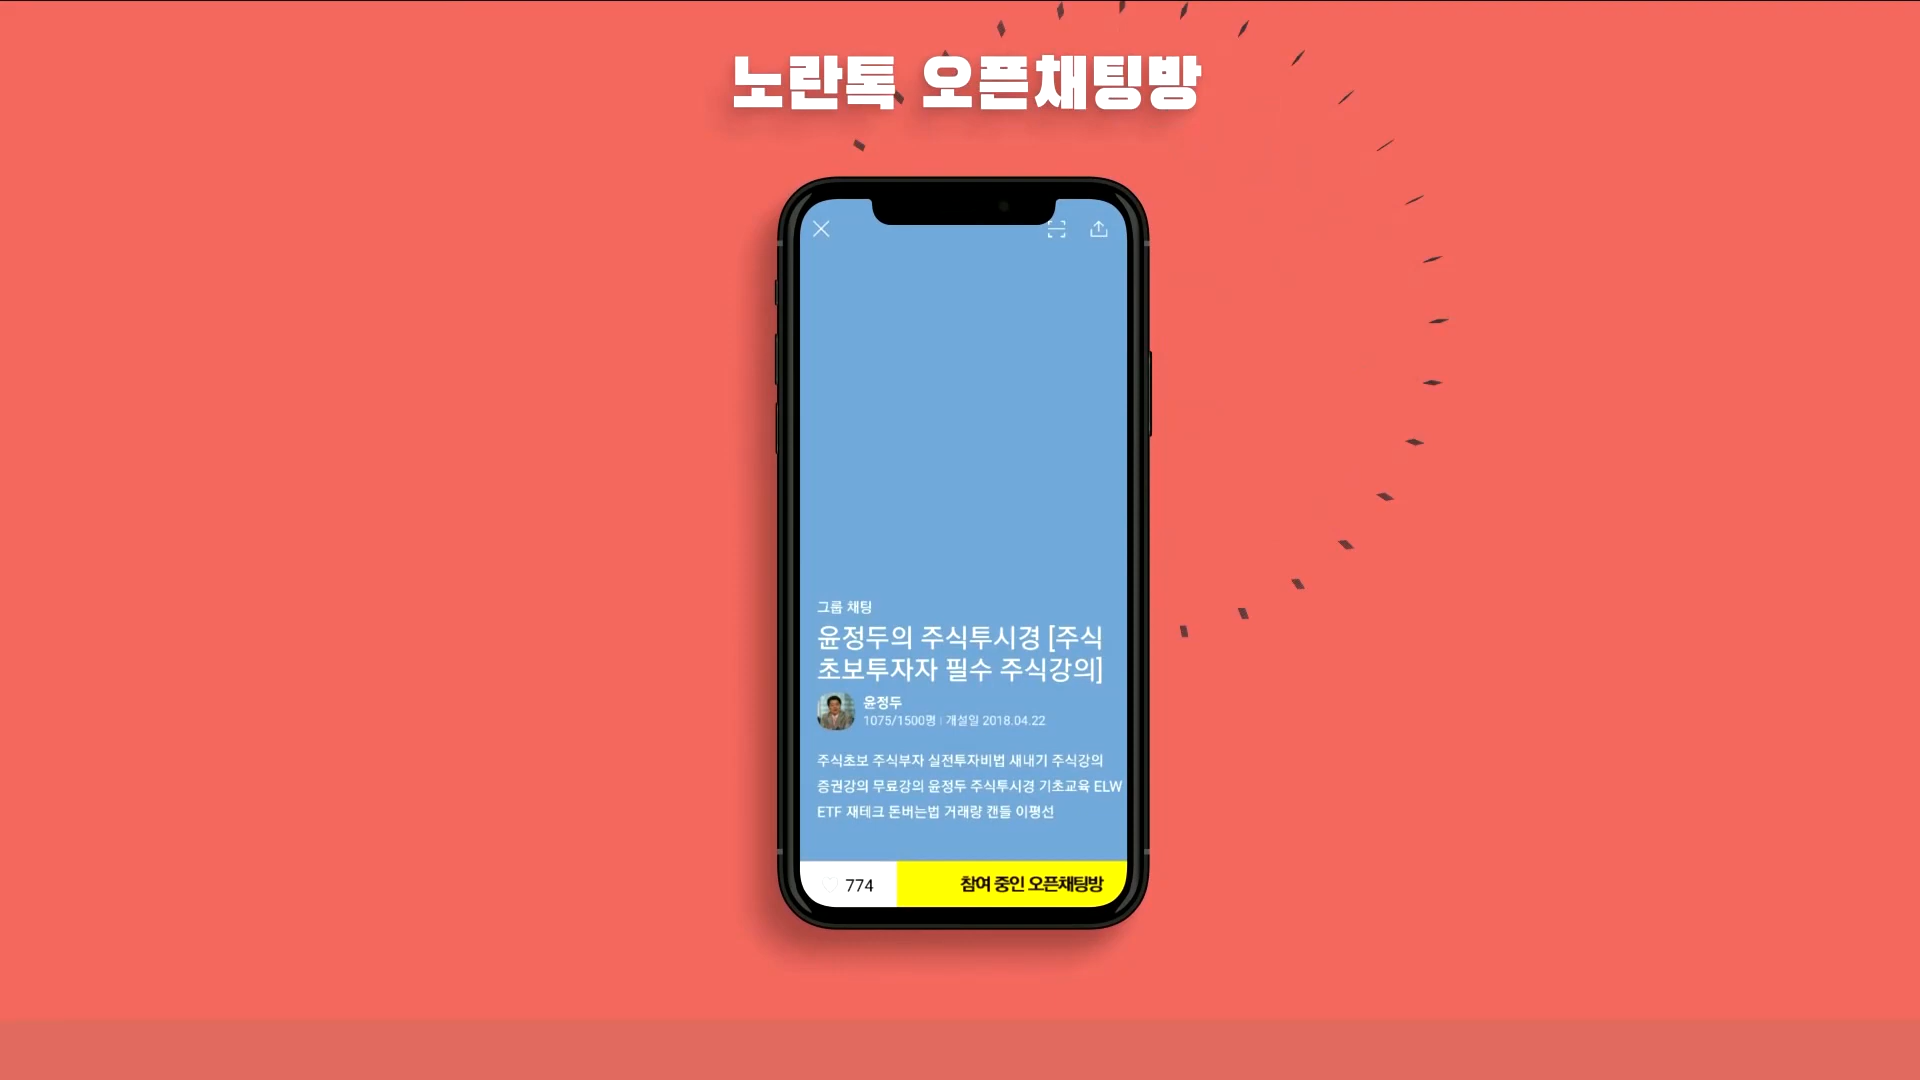 노란톡 오픈채팅방
그룹 채팅
윤정두의 주식투시경 [주식
초보투자자 필수 주식강의]
윤정두
1075/1500명 | 개설일 2018.04.22
주식초보 주식부자 실전투자비법 새내기 주식강의
증권강의 무료강의 윤정두 주식투시경 기초교육 ELW
ETF 재테크 돈버는법 거래량 캔들 이평선
774
참여 중인 오픈채팅방